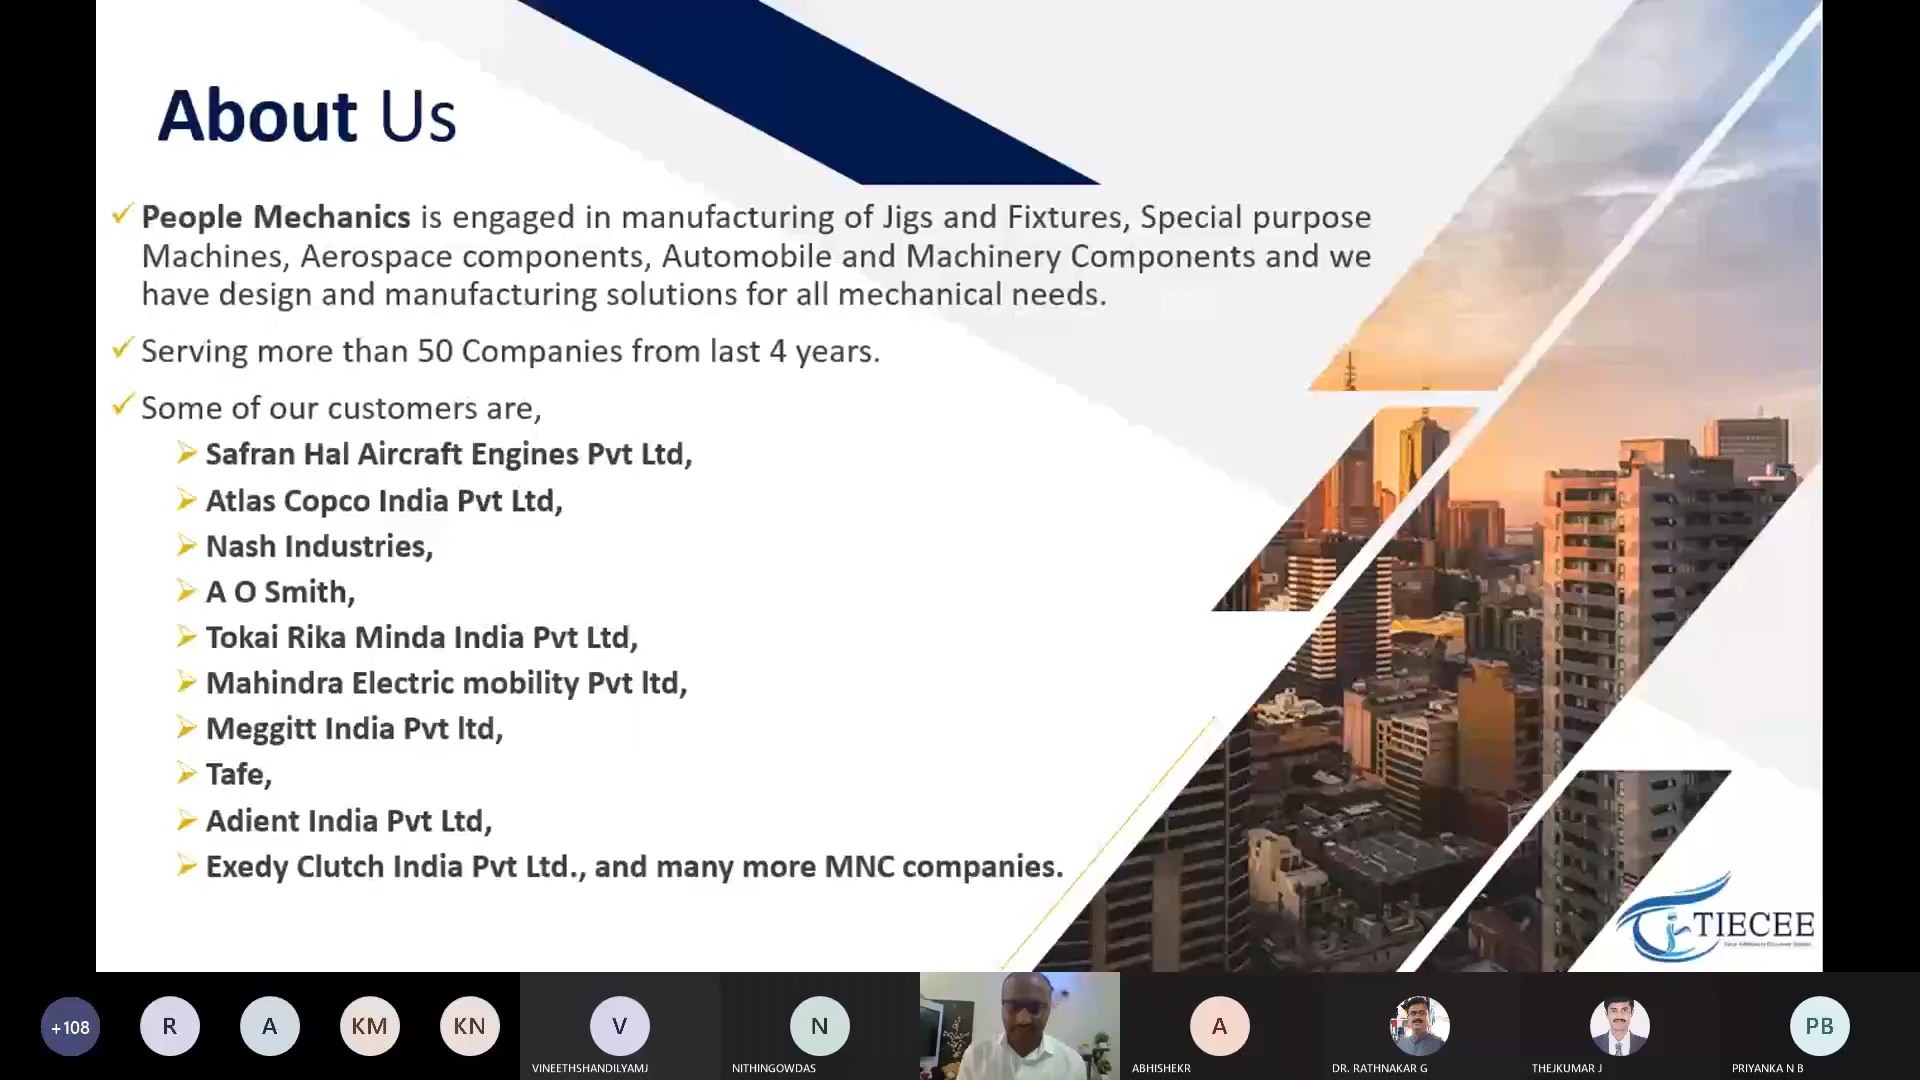 About Us
People Mechanics is engaged in manufacturing of Jigs and Fixtures, Special purpose
Machines, Aerospace components, Automobile and Machinery Components and we
have design and manufacturing solutions for all mechanical needs.
Serving more than 50 Companies from last 4 years.
Some of our customers are,
Safran Hal Aircraft Engines Pvt Ltd,
Atlas Copco India Pvt Ltd,
Nash Industries,
A O Smith,
Tokai Rika Minda India Pvt Ltd,
Mahindra Electric mobility Pvt ltd,
Meggitt India Pvt ltd,
Tafe,
Adient India Pvt Ltd,
Exedy Clutch India Pvt Ltd., and many more MNC companies.
TIECEE
+108
R
A
KM
KN
V
N
A
PB
VINEETHSHANDILYAMJ
NITHINGOWDAS
ABHISHEKR
DR. RATHNAKAR G
THEJKUMAR J
PRIYANKA N B